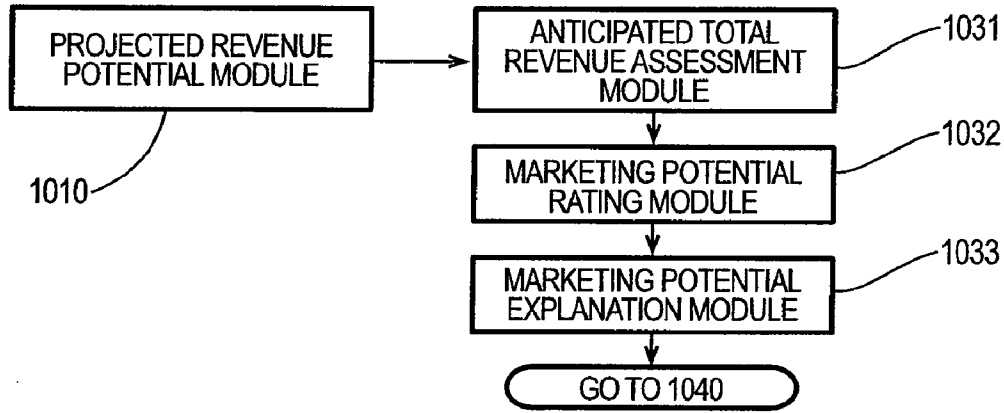 PROJECTED REVENUE
POTENTIAL MODULE
1010
ANTICIPATED TOTAL
REVENUE ASSESSMENT
MODULE
1031
MARKETING POTENTIAL
RATING MODULE
1032
MARKETING POTENTIAL
EXPLANATION MODULE
1033
GO TO 1040